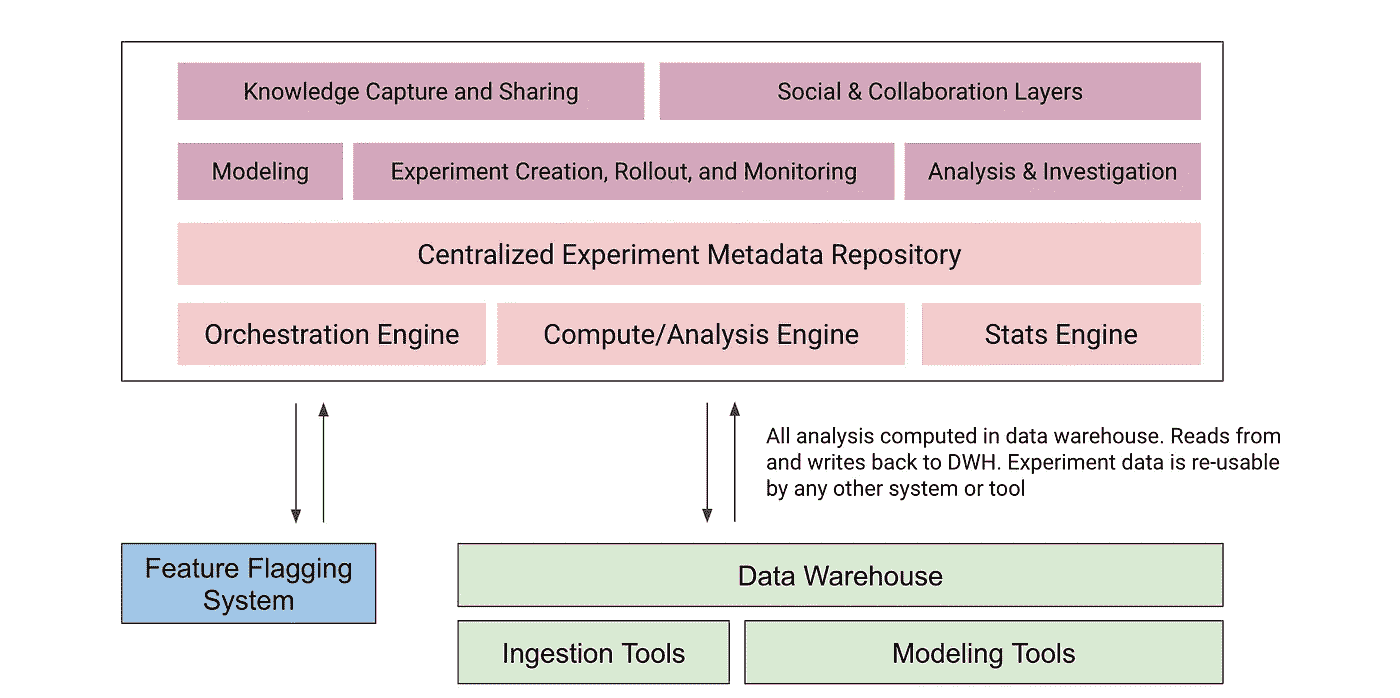 Knowledge Capture and Sharing
Social & Collaboration Layers
Modeling
Experiment Creation, Rollout, and Monitoring
Analysis & Investigation
Centralized Experiment Metadata Repository
Orchestration Engine
Compute/Analysis Engine
Stats Engine
All analysis computed in data warehouse. Reads from
and writes back to DWH. Experiment data is re-usable
by any other system or tool
Feature Flagging
System
Data Warehouse
Ingestion Tools
Modeling Tools